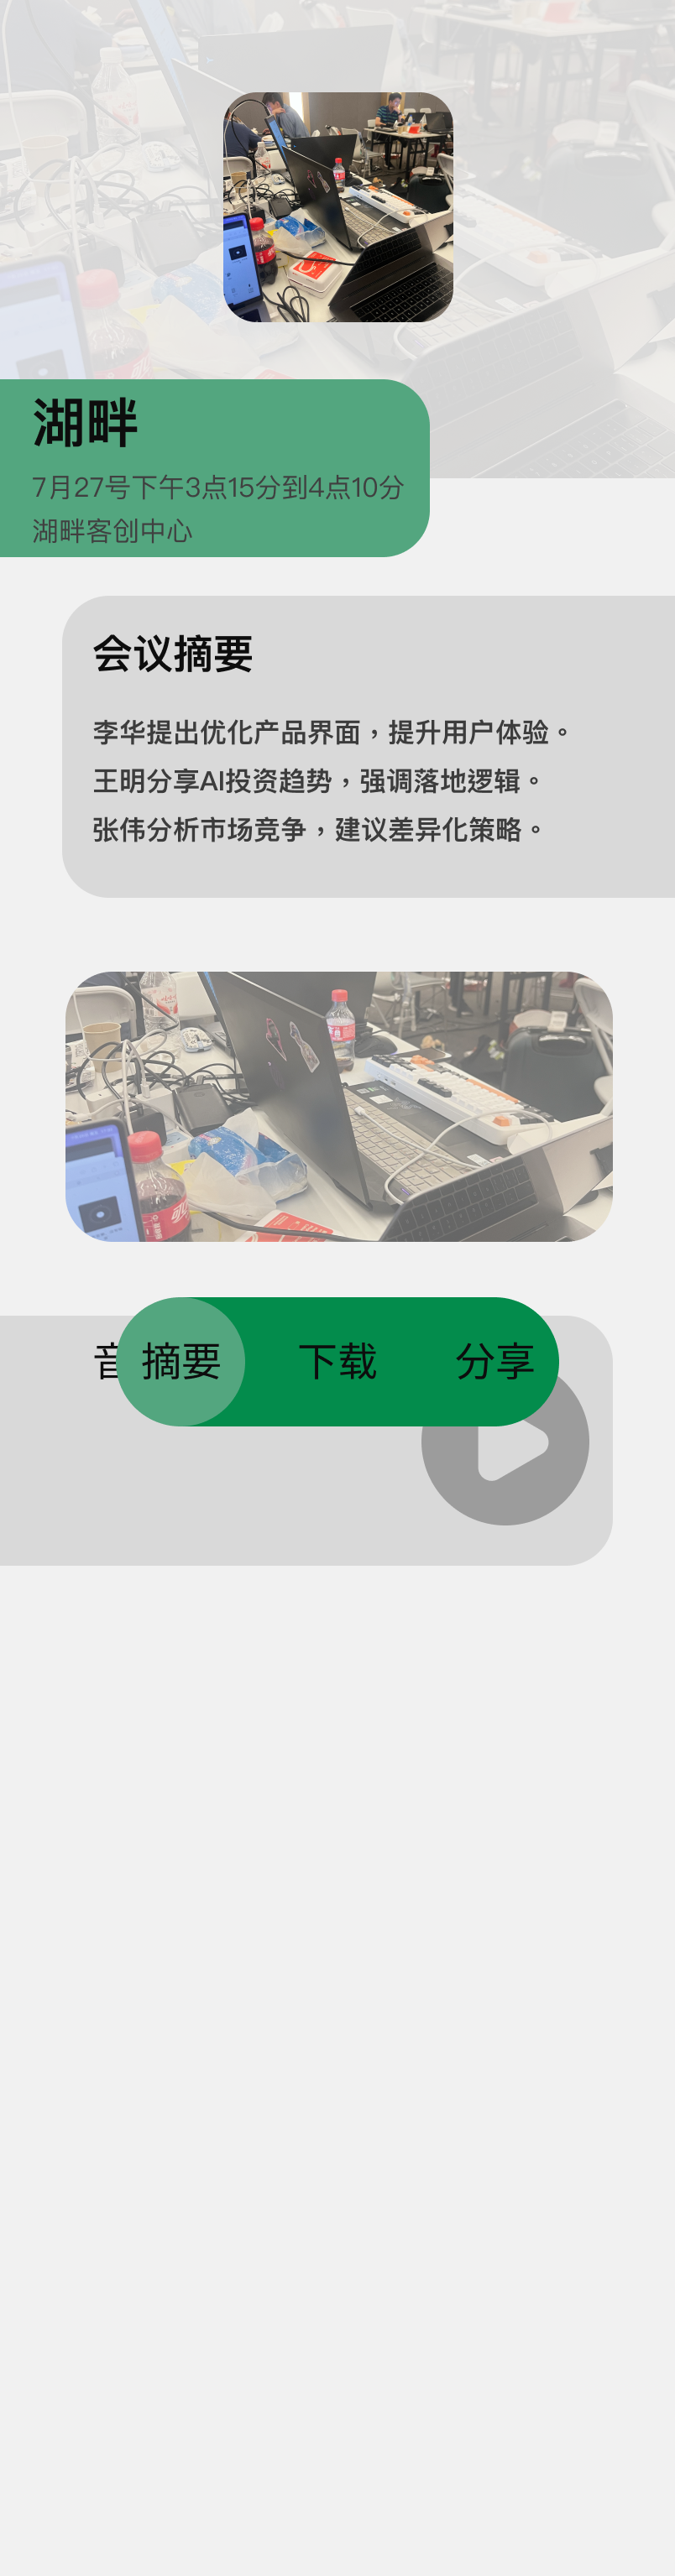 湖畔
7月27号下午3点15分到4点10分
湖畔客创中心
会议摘要
李华提出优化产品界面，提升用户体验。
王明分享AI投资趋势，强调落地逻辑。
张伟分析市场竞争，建议差异化策略。
摘要 下载 分享